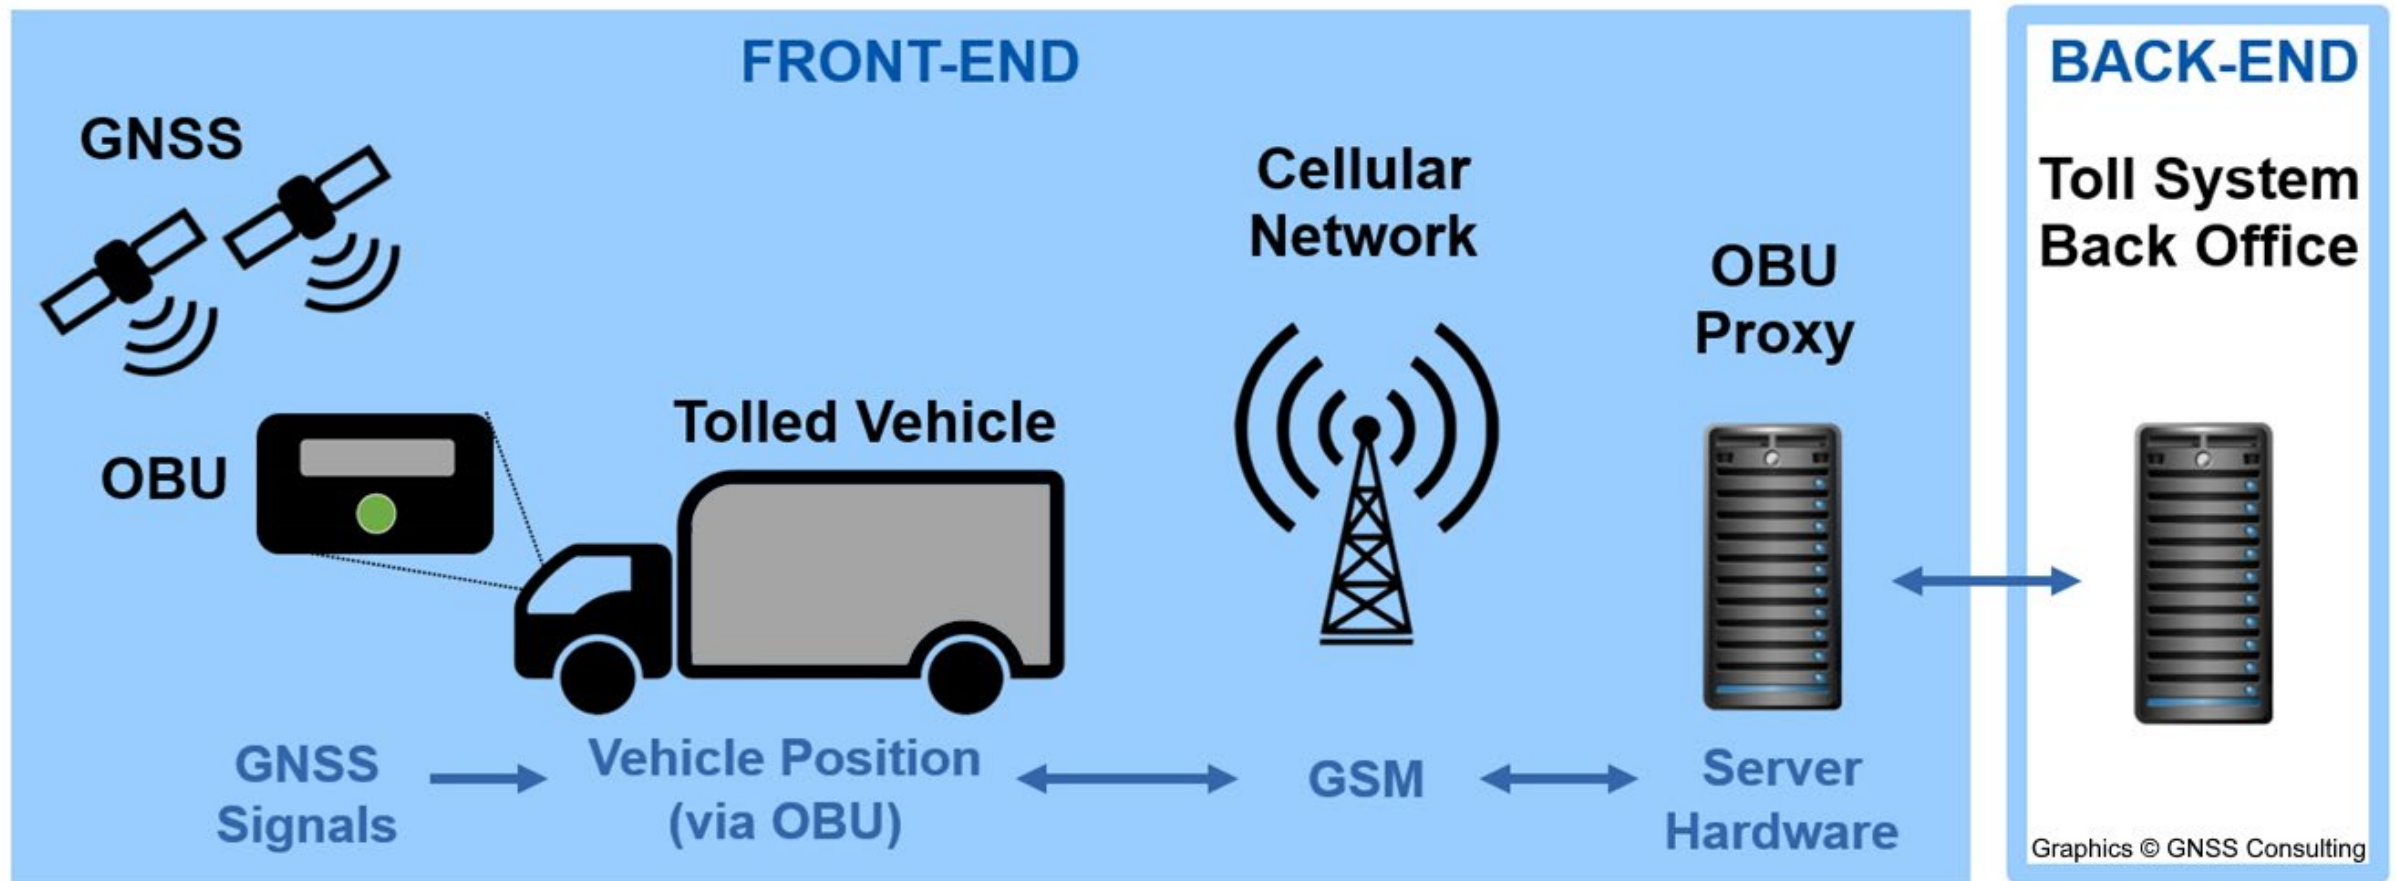 FRONT-END
BACK-END
GNSS
Cellular
Network
Toll System
Back Office
OBU
Proxy
Tolled Vehicle
OBU
GNSS
Signals
Vehicle Position
(via OBU)
GSM
Server
Hardware
Graphics © GNSS Consulting